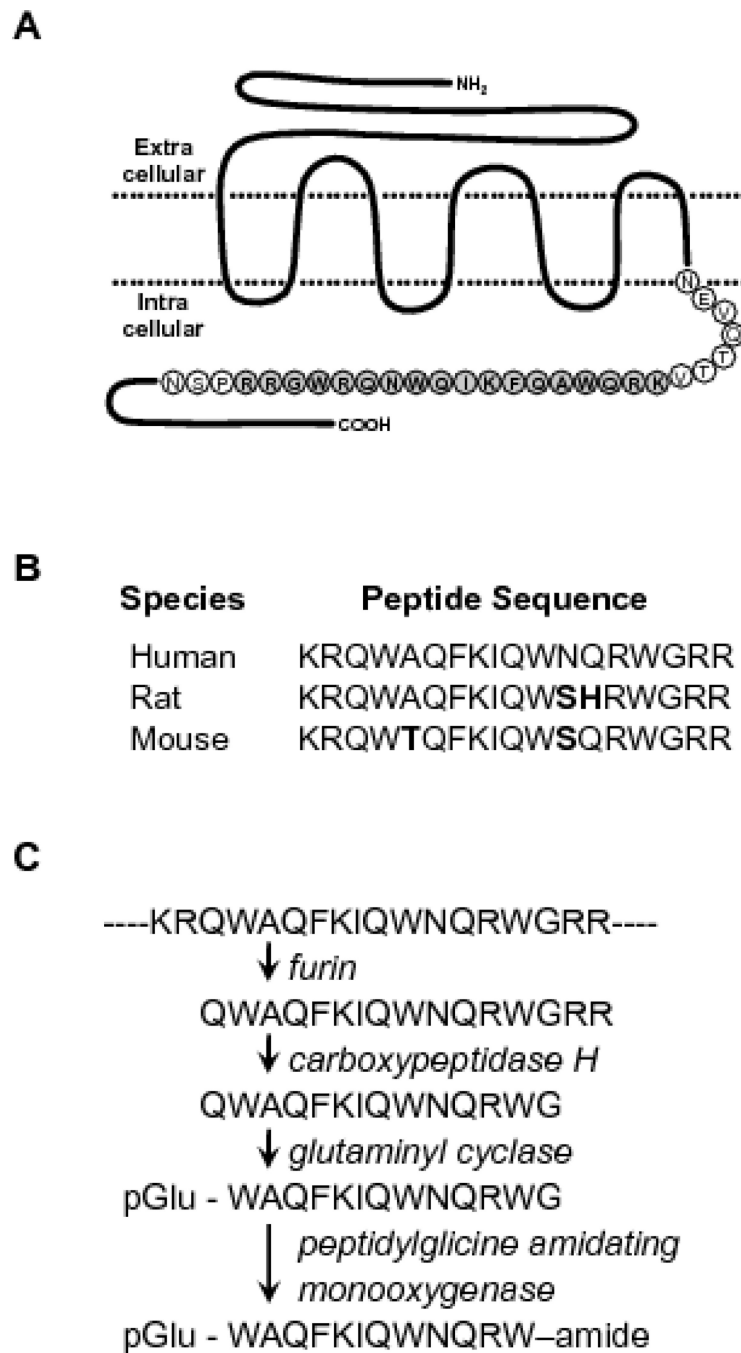 A
NH2
Extra
cellular
Intra
cellular
N
E
V
Q
NSPRRGWRQNWQIKFQAWQRKVTT
COOH
B
Species Peptide Sequence
Human KRQWAQFKIQWNQRWGRR
Rat KRQWAQFKIQWSHRWGRR
Mouse KRQWTQFKIQWSQRWGRR
C
----KRQWAQFKIQWNQRWGRR----
furin
QWAQFKIQWNQRWGRR
carboxypeptidase H
QWAQFKIQWNQRWG
glutaminyl cyclase
pGlu - WAQFKIQWNQRWG
peptidylglicine amidating
monooxygenase
pGlu - WAQFKIQWNQRW–amide